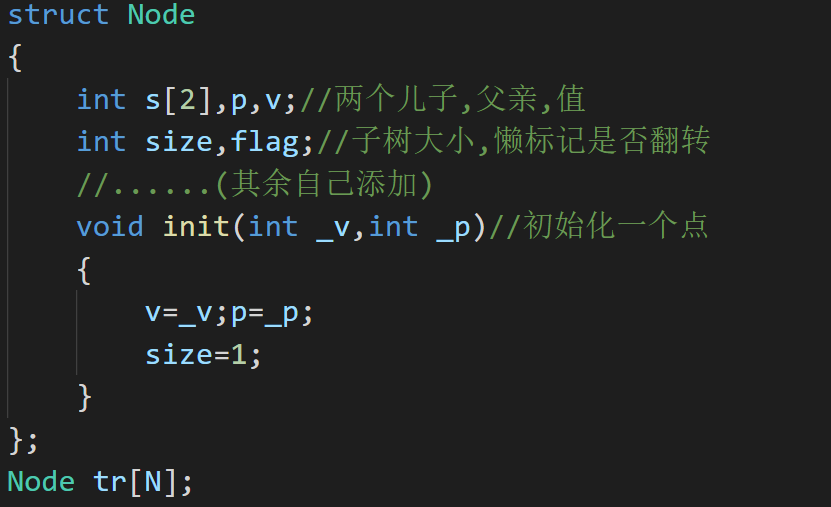 struct Node
{
    int s[2],p,v;//两个儿子,父亲,值
    int size,flag;//子树大小,懒标记是否翻转
    //......(其余自己添加)
    void init(int _v,int _p)//初始化一个点
    {
        v=_v;p=_p;
        size=1;
    }
};
Node tr[N];